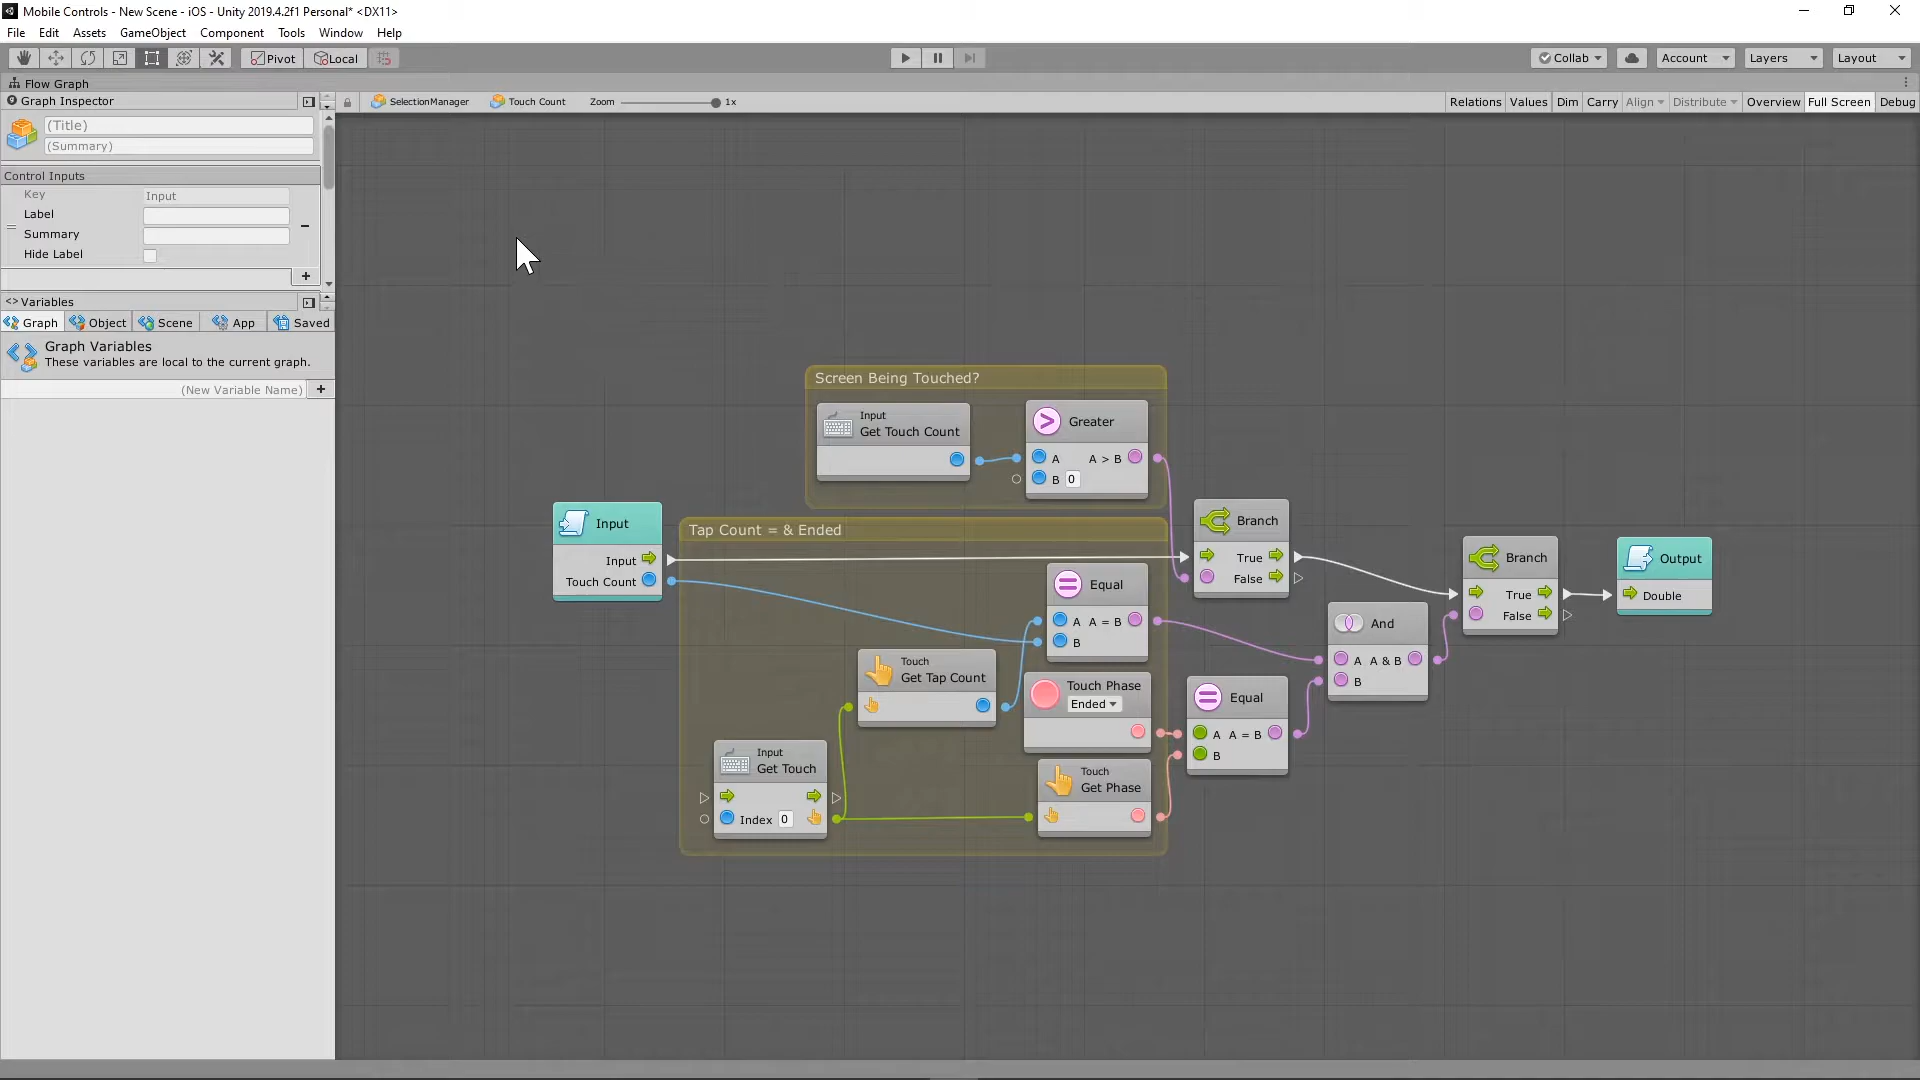 Mobile Controls - New Scene - iOS - Unity 2019.4.2f1 Personal* <DX11>
File Edit Assets GameObject Component Tools Window Help
Pivot Local Collab Account Layers Layout
Flow Graph
Graph Inspector
SelectionManager Touch Count Zoom 1x Relations Values Dim Carry Align Distribute Overview Full Screen Debug
(Title)
(Summary)
Control Inputs
Key Input
Label
Summary
Hide Label
<> Variables
Graph Object Scene App Saved
Graph Variables
These variables are local to the current graph.
(New Variable Name)
Screen Being Touched?
Input
Get Touch Count
Greater
A A > B
B 0
Input
Input
Touch Count
Tap Count = & Ended
Equal
A A = B
B
Touch
Get Tap Count
Touch Phase
Ended
Input
Get Touch
Index 0
Touch
Get Phase
Branch
True
False
Equal
A A = B
B
And
A A & B
B
Branch
True
False
Output
Double